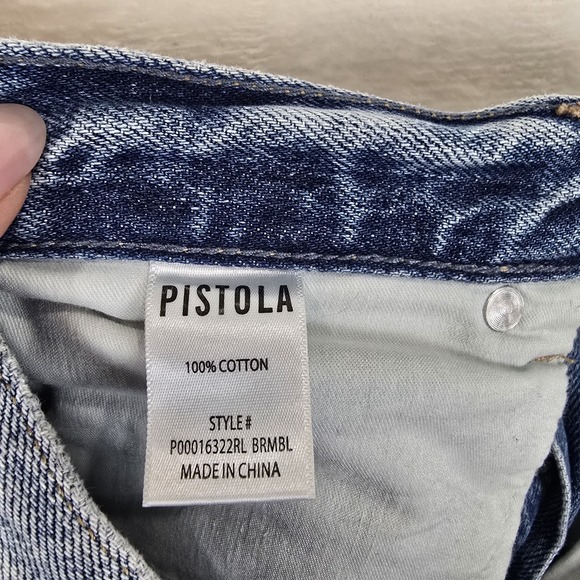 PISTOLA
100% COTTON
STYLE#
P00016322RL BRMBL
MADE IN CHINA